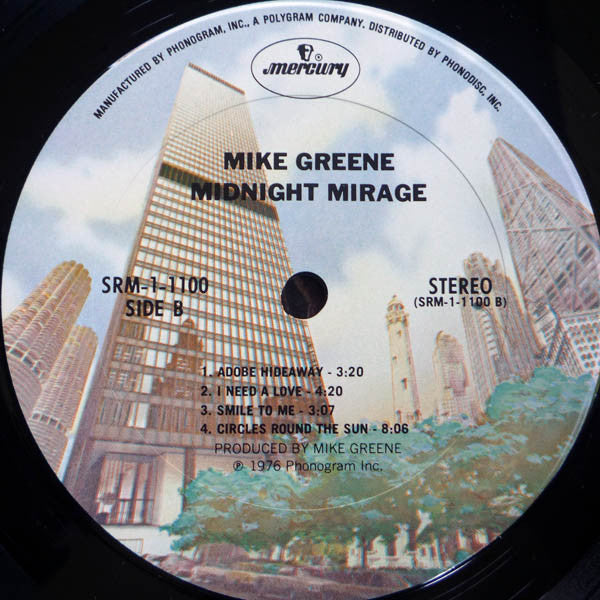 MANUFACTURED BY PHONOGRAM, INC., A POLYGRAM COMPANY, DISTRIBUTED BY PHONODISC, INC.
® mercury
MIKE GREENE
MIDNIGHT MIRAGE
SRM-1-1100
SIDE B
STEREO
(SRM-1-1100 B)
1. ADOBE HIDEAWAY - 3:20
2. I NEED A LOVE - 4:20
3. SMILE TO ME - 3:07
4. CIRCLES ROUND THE SUN - 8:06
PRODUCED BY MIKE GREENE
℗ 1976 Phonogram Inc.